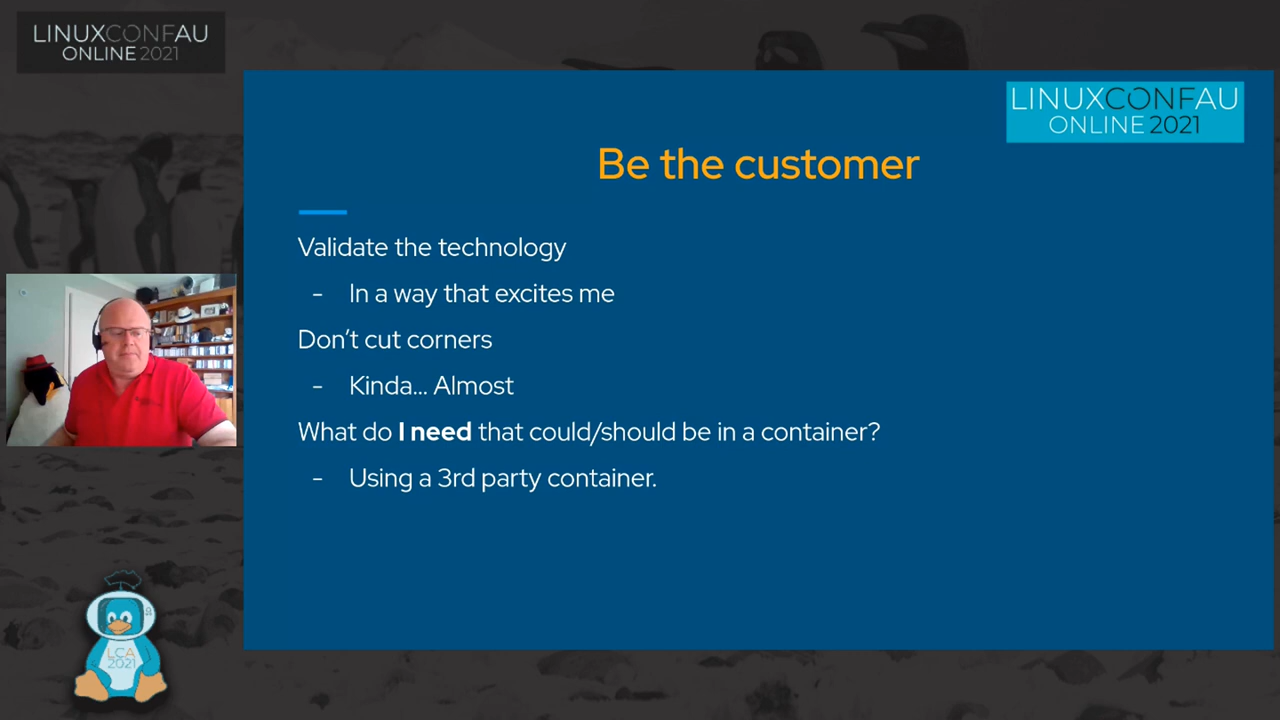 LINUXCONFAU
ONLINE 2021
LINUXCONFAU
ONLINE 2021
Be the customer
Validate the technology
- In a way that excites me
Don't cut corners
- Kinda... Almost
What do I need that could/should be in a container?
- Using a 3rd party container.
LCA
2021